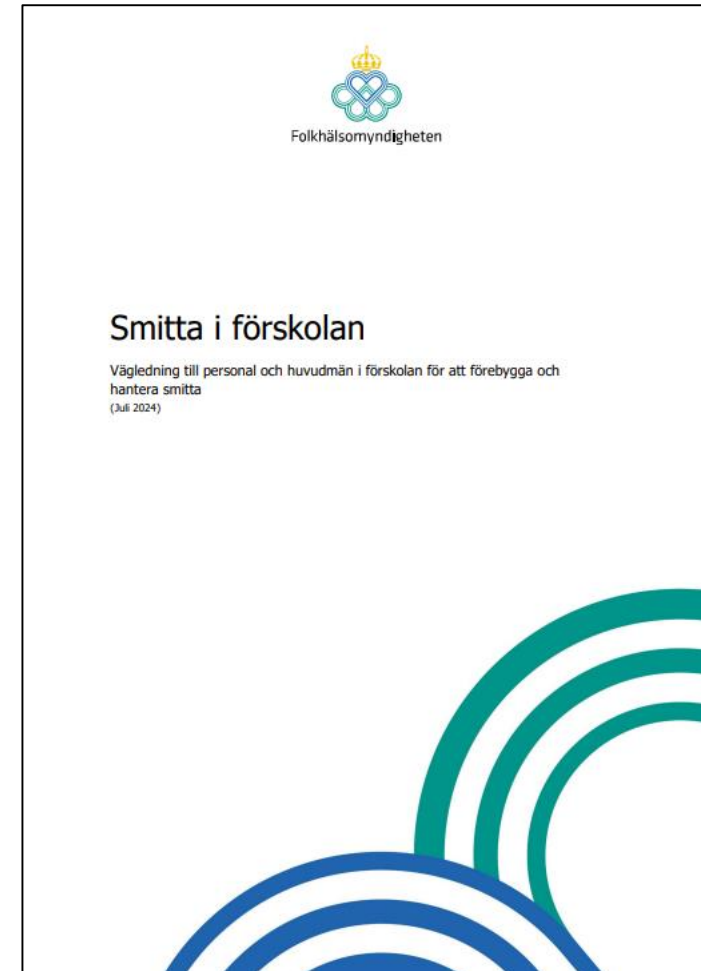 Folkhälsomyndigheten
Smitta i förskolan
Vägledning till personal och huvudmän i förskolan för att förebygga och
hantera smitta
(Juli 2024)